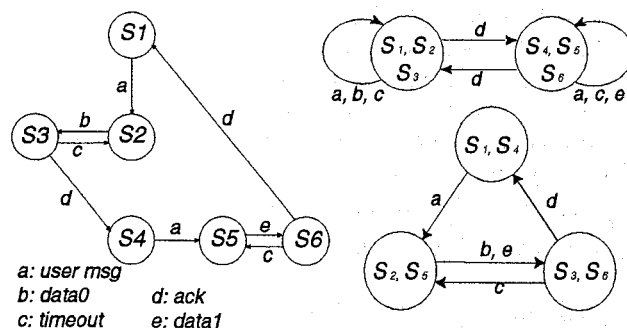 S1
a
S3
b
c
S2
d
d
S4
a
S5
e
c
S6
a: user msg
b: data0
d: ack
c: timeout
e: data1
S1, S2
S3
d
d
S4, S5
S6
a, b, c
a, c, e
S1, S4
a
d
b, e
c
S2, S5
S3, S6